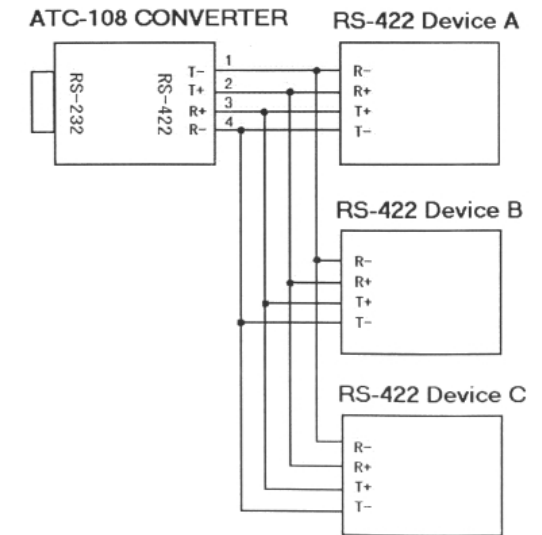 ATC-108 CONVERTER
RS-232
RS-422
T-
T+
R+
R-
1
2
3
4
RS-422 Device A
R-
R+
T+
T-
RS-422 Device B
R-
R+
T+
T-
RS-422 Device C
R-
R+
T+
T-